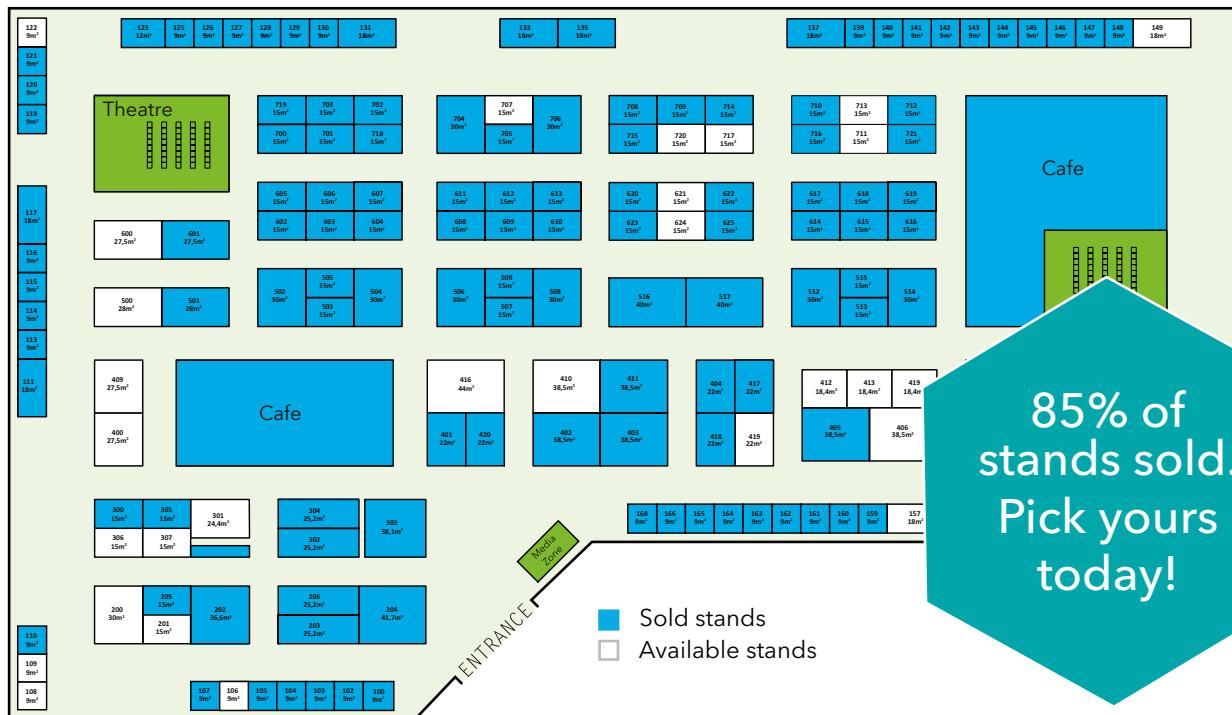 122
9m²
121
9m²
120
9m²
119
9m²
123
12m²
125
9m²
126
9m²
127
9m²
128
9m²
129
9m²
130
9m²
131
18m²
133
18m²
135
18m²
137
18m²
139
9m²
140
9m²
141
9m²
142
9m²
143
9m²
144
9m²
145
9m²
146
9m²
147
9m²
148
9m²
149
18m²
Theatre
719
15m²
703
15m²
702
15m²
700
15m²
701
15m²
718
15m²
704
30m²
707
15m²
705
15m²
706
30m²
708
15m²
709
15m²
714
15m²
715
15m²
720
15m²
717
15m²
710
15m²
713
15m²
712
15m²
716
15m²
711
15m²
721
15m²
Cafe
117
18m²
116
9m²
115
9m²
114
9m²
113
9m²
111
18m²
600
27,5m²
601
27,5m²
605
15m²
606
15m²
607
15m²
602
15m²
603
15m²
604
15m²
611
15m²
612
15m²
613
15m²
608
15m²
609
15m²
610
15m²
620
15m²
621
15m²
622
15m²
623
15m²
624
15m²
625
15m²
617
15m²
618
15m²
619
15m²
614
15m²
615
15m²
616
15m²
500
28m²
501
28m²
502
30m²
505
15m²
503
15m²
504
30m²
506
30m²
509
15m²
507
15m²
508
30m²
516
40m²
517
40m²
512
30m²
515
15m²
513
15m²
514
30m²
409
27,5m²
400
27,5m²
Cafe
416
44m²
401
22m²
420
22m²
410
38,5m²
411
38,5m²
402
38,5m²
403
38,5m²
404
22m²
417
22m²
418
22m²
419
22m²
412
18,4m²
413
18,4m²
419
18,4m²
405
38,5m²
406
38,5m²
85% of
stands sold.
Pick yours
today!
300
15m²
305
15m²
301
24,4m²
306
15m²
307
15m²
304
25,2m²
302
25,2m²
303
38,1m²
168
9m²
166
9m²
165
9m²
164
9m²
163
9m²
162
9m²
161
9m²
160
9m²
159
9m²
157
18m²
Media
Zone
200
30m²
205
15m²
201
15m²
202
36,6m²
206
25,2m²
203
25,2m²
204
41,7m²
ENTRANCE
Sold stands
Available stands
110
9m²
109
9m²
108
9m²
107
9m²
106
9m²
105
9m²
104
9m²
103
9m²
102
9m²
100
9m²